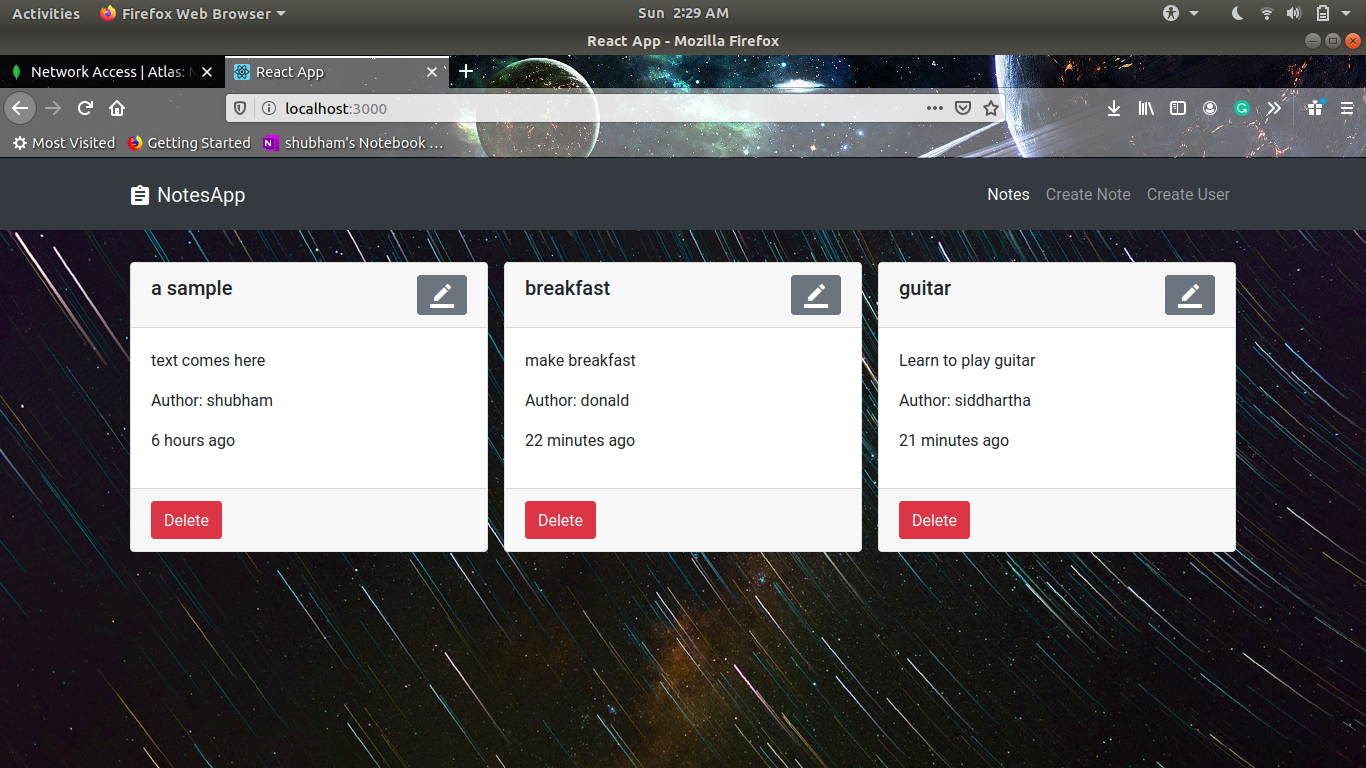 Activities Firefox Web Browser Sun 2:29 AM
React App - Mozilla Firefox
Network Access | Atlas: React App
localhost:3000
Most Visited Getting Started shubham's Notebook …
NotesApp Notes Create Note Create User
a sample
text comes here
Author: shubham
6 hours ago
Delete
breakfast
make breakfast
Author: donald
22 minutes ago
Delete
guitar
Learn to play guitar
Author: siddhartha
21 minutes ago
Delete